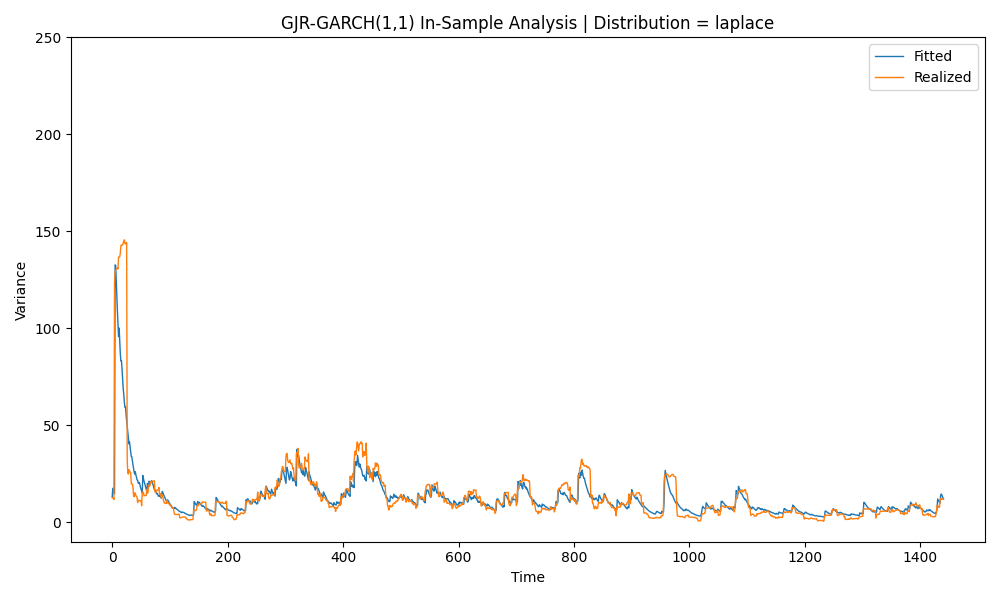 GJR-GARCH(1,1) In-Sample Analysis | Distribution = laplace
Fitted
Realized
250
200
150
100
50
0
Variance
0
200
400
600
800
1000
1200
1400
Time